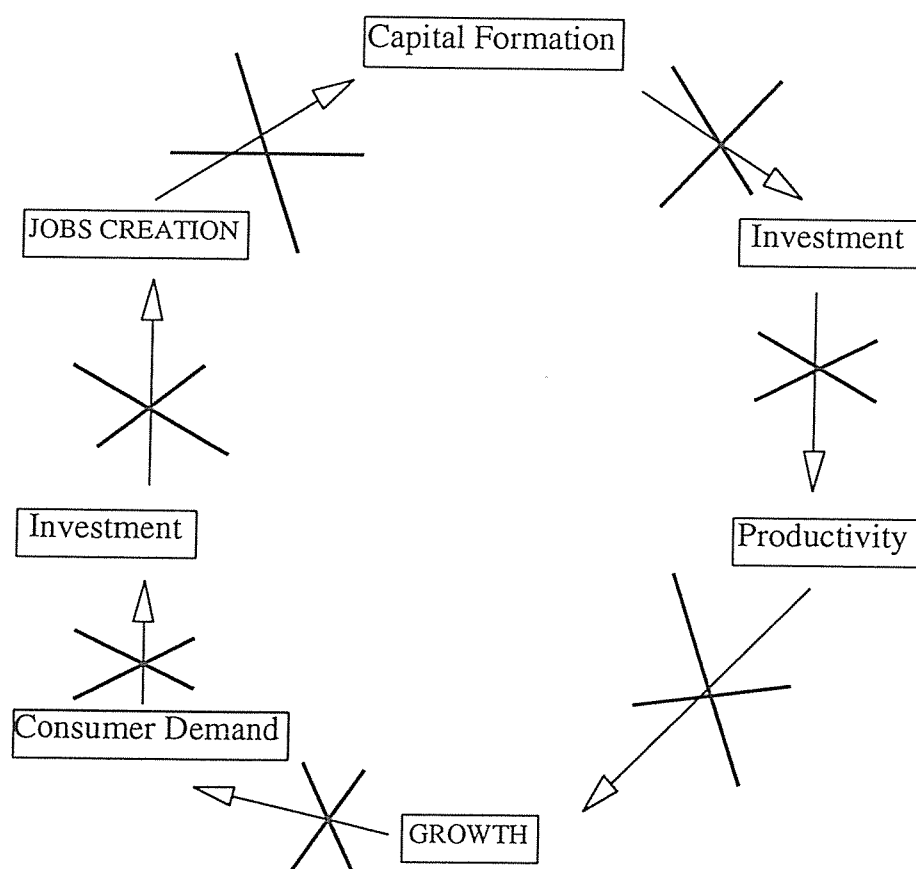 Capital Formation
JOBS CREATION
Investment
Investment
Productivity
Consumer Demand
GROWTH